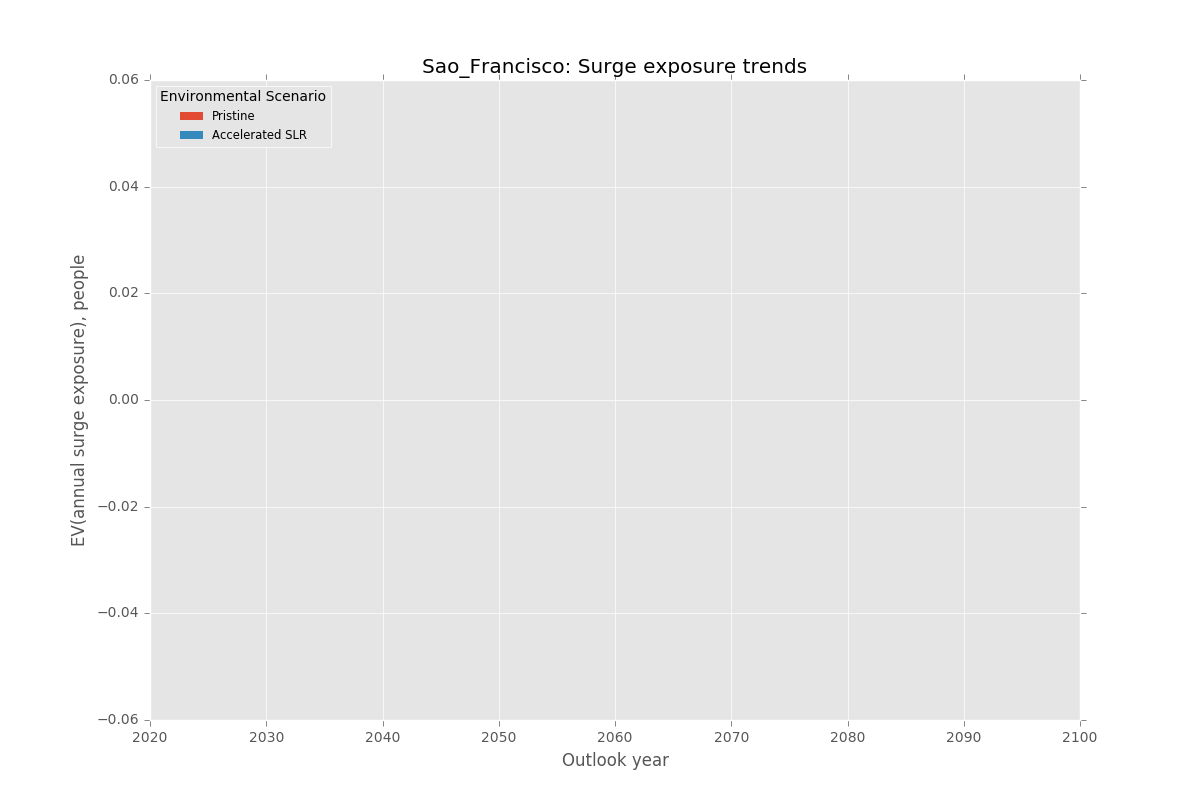 Sao_Francisco: Surge exposure trends
Environmental Scenario
Pristine
Accelerated SLR
EV(annual surge exposure), people
0.06
0.04
0.02
0.00
−0.02
−0.04
−0.06
2020 2030 2040 2050 2060 2070 2080 2090 2100
Outlook year